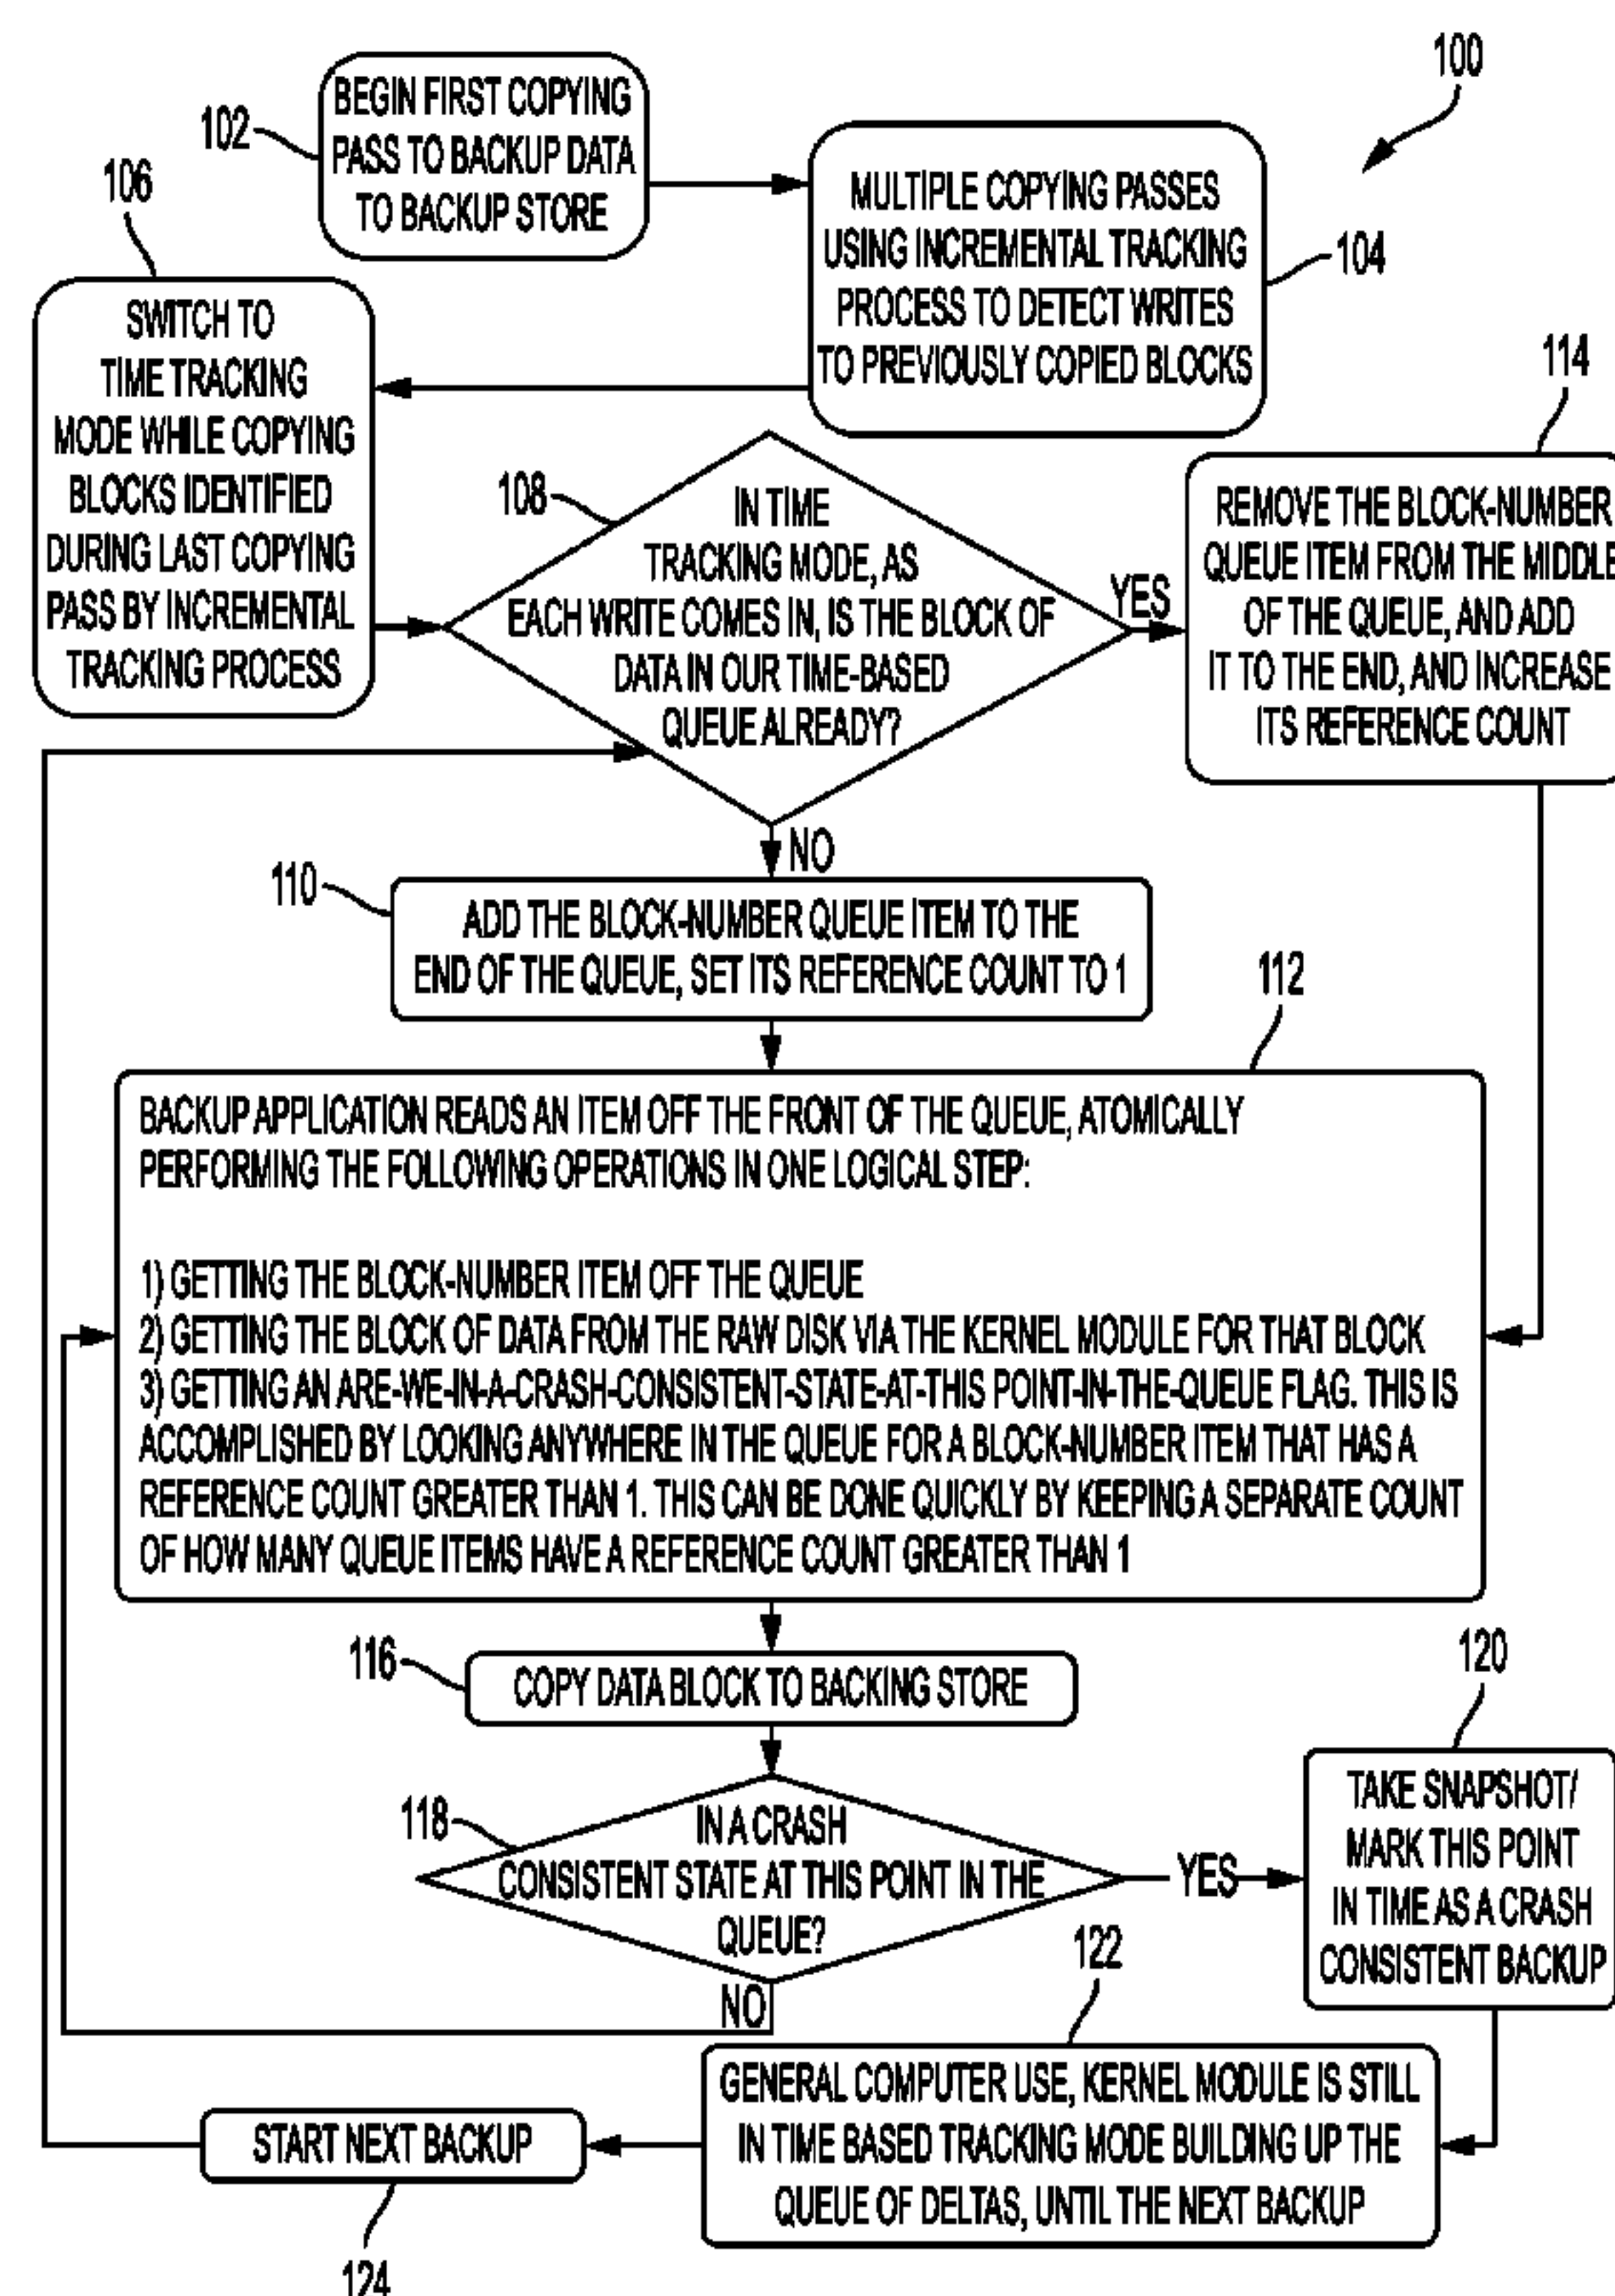 100
102
BEGIN FIRST COPYING
PASS TO BACKUP DATA
TO BACKUP STORE
104
MULTIPLE COPYING PASSES
USING INCREMENTAL TRACKING
PROCESS TO DETECT WRITES
TO PREVIOUSLY COPIED BLOCKS
106
SWITCH TO
TIME TRACKING
MODE WHILE COPYING
BLOCKS IDENTIFIED
DURING LAST COPYING
PASS BY INCREMENTAL
TRACKING PROCESS
108
IN TIME
TRACKING MODE, AS
EACH WRITE COMES IN, IS THE BLOCK OF
DATA IN OUR TIME-BASED
QUEUE ALREADY?
YES
114
REMOVE THE BLOCK-NUMBER
QUEUE ITEM FROM THE MIDDLE
OF THE QUEUE, AND ADD
IT TO THE END, AND INCREASE
ITS REFERENCE COUNT
NO
110
ADD THE BLOCK-NUMBER QUEUE ITEM TO THE
END OF THE QUEUE, SET ITS REFERENCE COUNT TO 1
112
BACKUP APPLICATION READS AN ITEM OFF THE FRONT OF THE QUEUE, ATOMICALLY
PERFORMING THE FOLLOWING OPERATIONS IN ONE LOGICAL STEP:
1) GETTING THE BLOCK-NUMBER ITEM OFF THE QUEUE
2) GETTING THE BLOCK OF DATA FROM THE RAW DISK VIA THE KERNEL MODULE FOR THAT BLOCK
3) GETTING AN ARE-WE-IN-A-CRASH-CONSISTENT-STATE-AT-THIS POINT-IN-THE-QUEUE FLAG. THIS IS
ACCOMPLISHED BY LOOKING ANYWHERE IN THE QUEUE FOR A BLOCK-NUMBER ITEM THAT HAS A
REFERENCE COUNT GREATER THAN 1. THIS CAN BE DONE QUICKLY BY KEEPING A SEPARATE COUNT
OF HOW MANY QUEUE ITEMS HAVE A REFERENCE COUNT GREATER THAN 1
116
COPY DATA BLOCK TO BACKING STORE
118
IN A CRASH
CONSISTENT STATE AT THIS POINT IN THE
QUEUE?
YES
NO
120
TAKE SNAPSHOT/
MARK THIS POINT
IN TIME AS A CRASH
CONSISTENT BACKUP
122
GENERAL COMPUTER USE, KERNEL MODULE IS STILL
IN TIME BASED TRACKING MODE BUILDING UP THE
QUEUE OF DELTAS, UNTIL THE NEXT BACKUP
START NEXT BACKUP
124